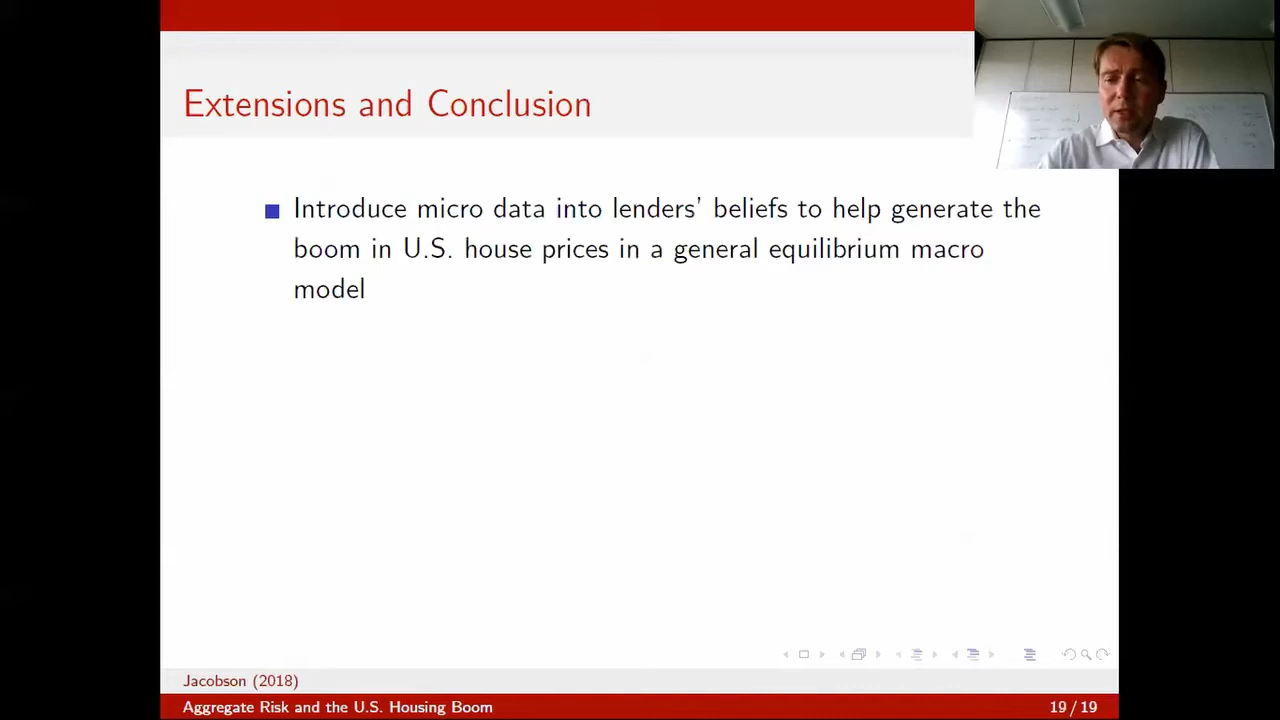 Extensions and Conclusion
Introduce micro data into lenders' beliefs to help generate the
boom in U.S. house prices in a general equilibrium macro
model
Jacobson (2018)
Aggregate Risk and the U.S. Housing Boom
19 / 19